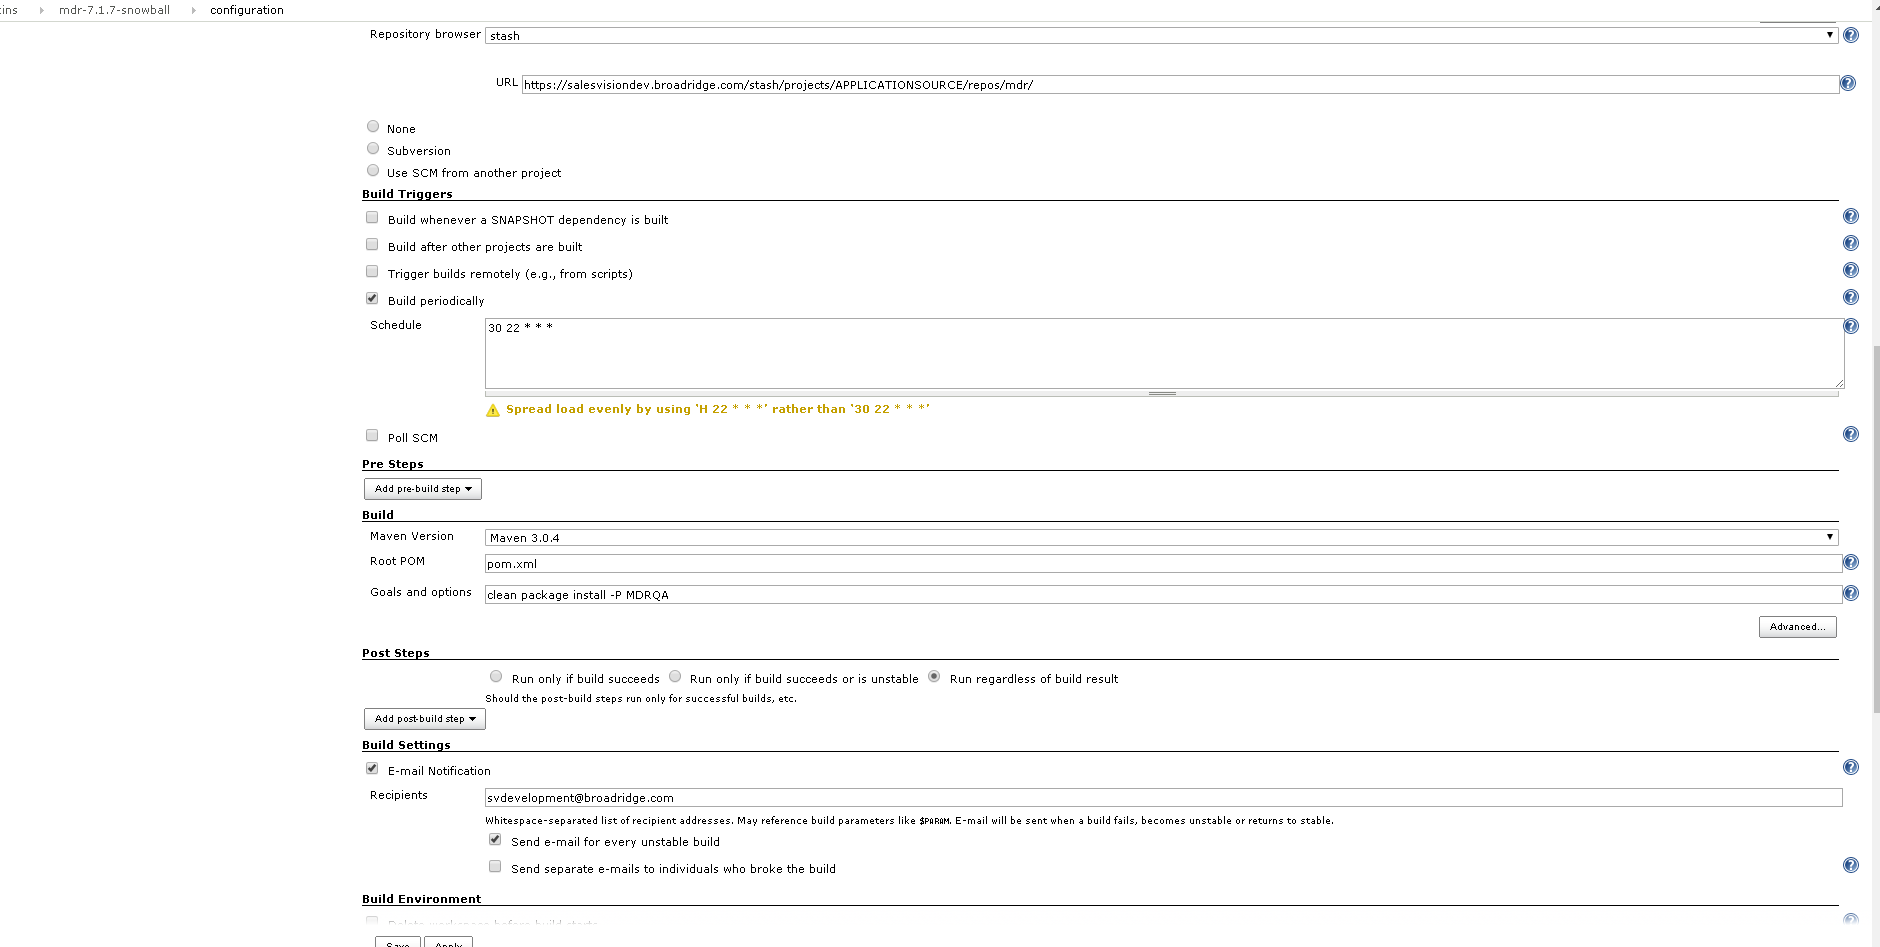 mdr-7.1.7-snowball configuration
Repository browser stash
URL https://salesvisiondev.broadridge.com/stash/projects/APPLICATIONSOURCE/repos/mdr/
None
Subversion
Use SCM from another project
Build Triggers
Build whenever a SNAPSHOT dependency is built
Build after other projects are built
Trigger builds remotely (e.g., from scripts)
Build periodically
Schedule 30 22 * * *
Spread load evenly by using 'H 22 * * *' rather than '30 22 * * *'
Poll SCM
Pre Steps
Add pre-build step
Build
Maven Version Maven 3.0.4
Root POM pom.xml
Goals and options clean package install -P MDRQA
Advanced...
Post Steps
Run only if build succeeds Run only if build succeeds or is unstable Run regardless of build result
Should the post-build steps run only for successful builds, etc.
Add post-build step
Build Settings
E-mail Notification
Recipients svdevelopment@broadridge.com
Whitespace-separated list of recipient addresses. May reference build parameters like $PARAM. E-mail will be sent when a build fails, becomes unstable or returns to stable.
Send e-mail for every unstable build
Send separate e-mails to individuals who broke the build
Build Environment
Delete workspace before build starts
Save Apply